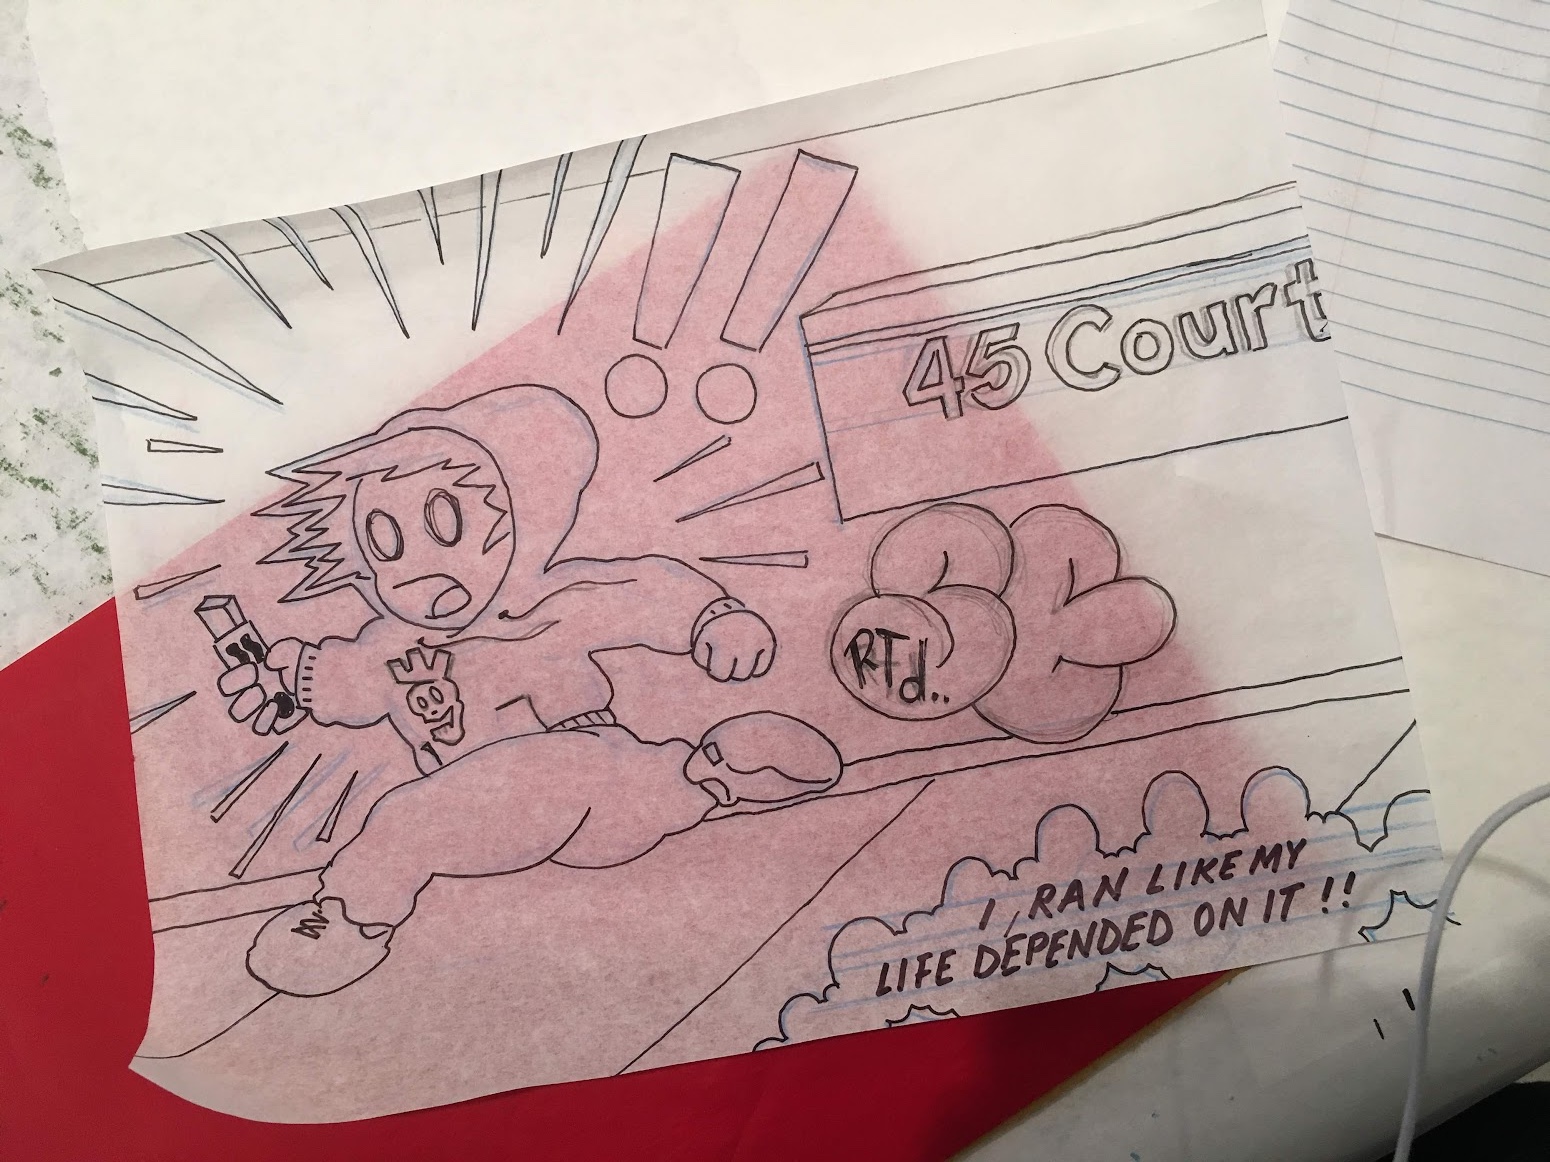 !!
45 Court
RTd..
I RAN LIKE MY
LIFE DEPENDED ON IT !!